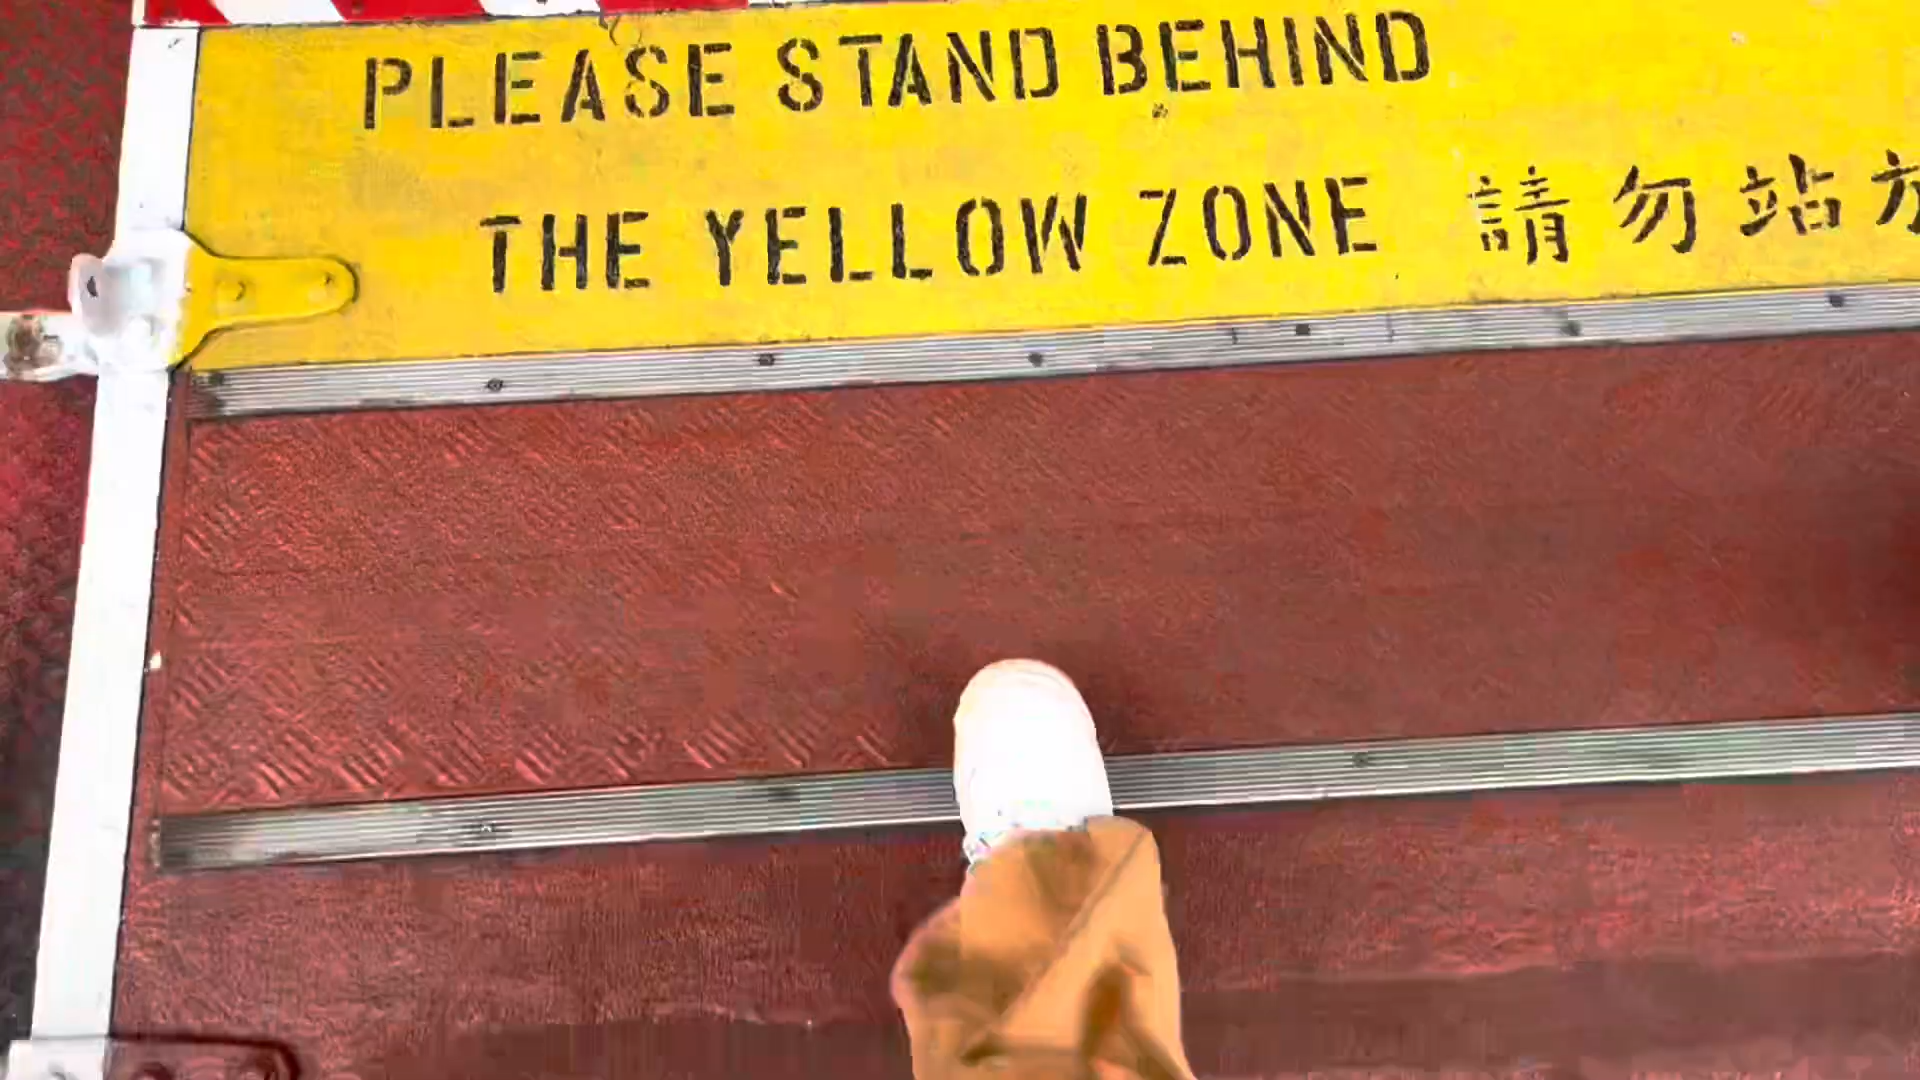 PLEASE STAND BEHIND
THE YELLOW ZONE 請勿站